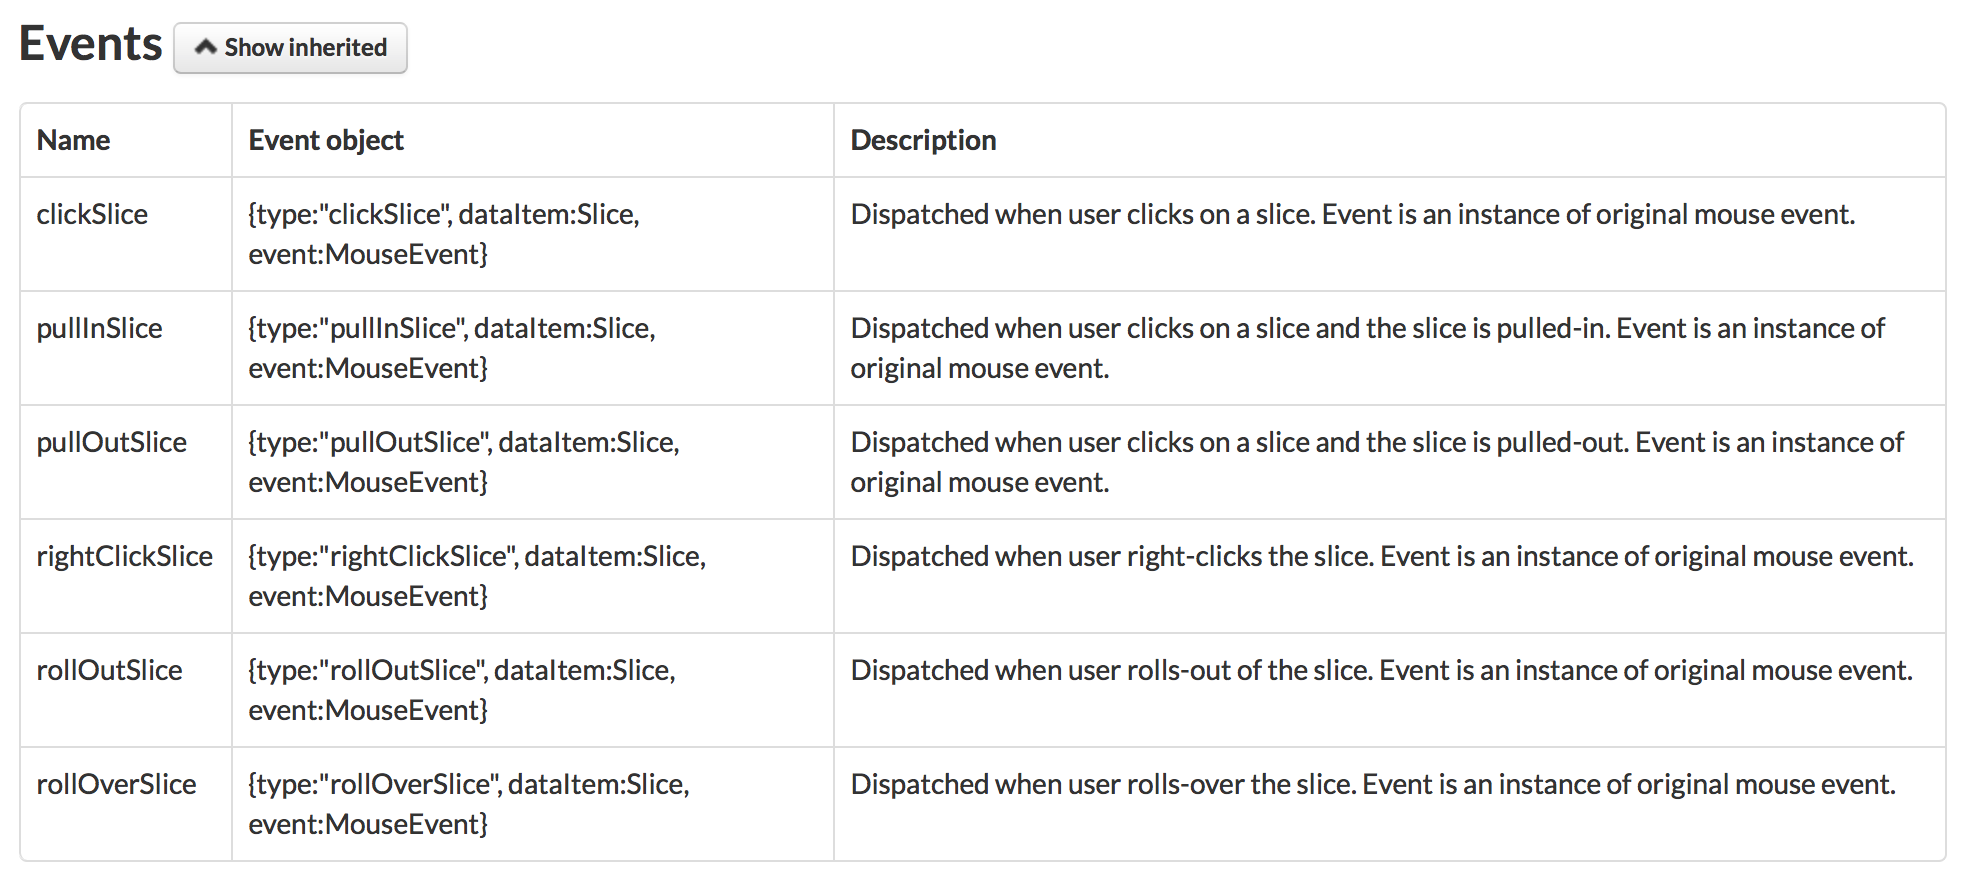 Events
Show inherited
Name
Event object
Description
clickSlice
{type:"clickSlice", dataItem:Slice,
event:MouseEvent}
Dispatched when user clicks on a slice. Event is an instance of original mouse event.
pullInSlice
{type:"pullInSlice", dataItem:Slice,
event:MouseEvent}
Dispatched when user clicks on a slice and the slice is pulled-in. Event is an instance of
original mouse event.
pullOutSlice
{type:"pullOutSlice", dataItem:Slice,
event:MouseEvent}
Dispatched when user clicks on a slice and the slice is pulled-out. Event is an instance of
original mouse event.
rightClickSlice
{type:"rightClickSlice", dataItem:Slice,
event:MouseEvent}
Dispatched when user right-clicks the slice. Event is an instance of original mouse event.
rollOutSlice
{type:"rollOutSlice", dataItem:Slice,
event:MouseEvent}
Dispatched when user rolls-out of the slice. Event is an instance of original mouse event.
rollOverSlice
{type:"rollOverSlice", dataItem:Slice,
event:MouseEvent}
Dispatched when user rolls-over the slice. Event is an instance of original mouse event.